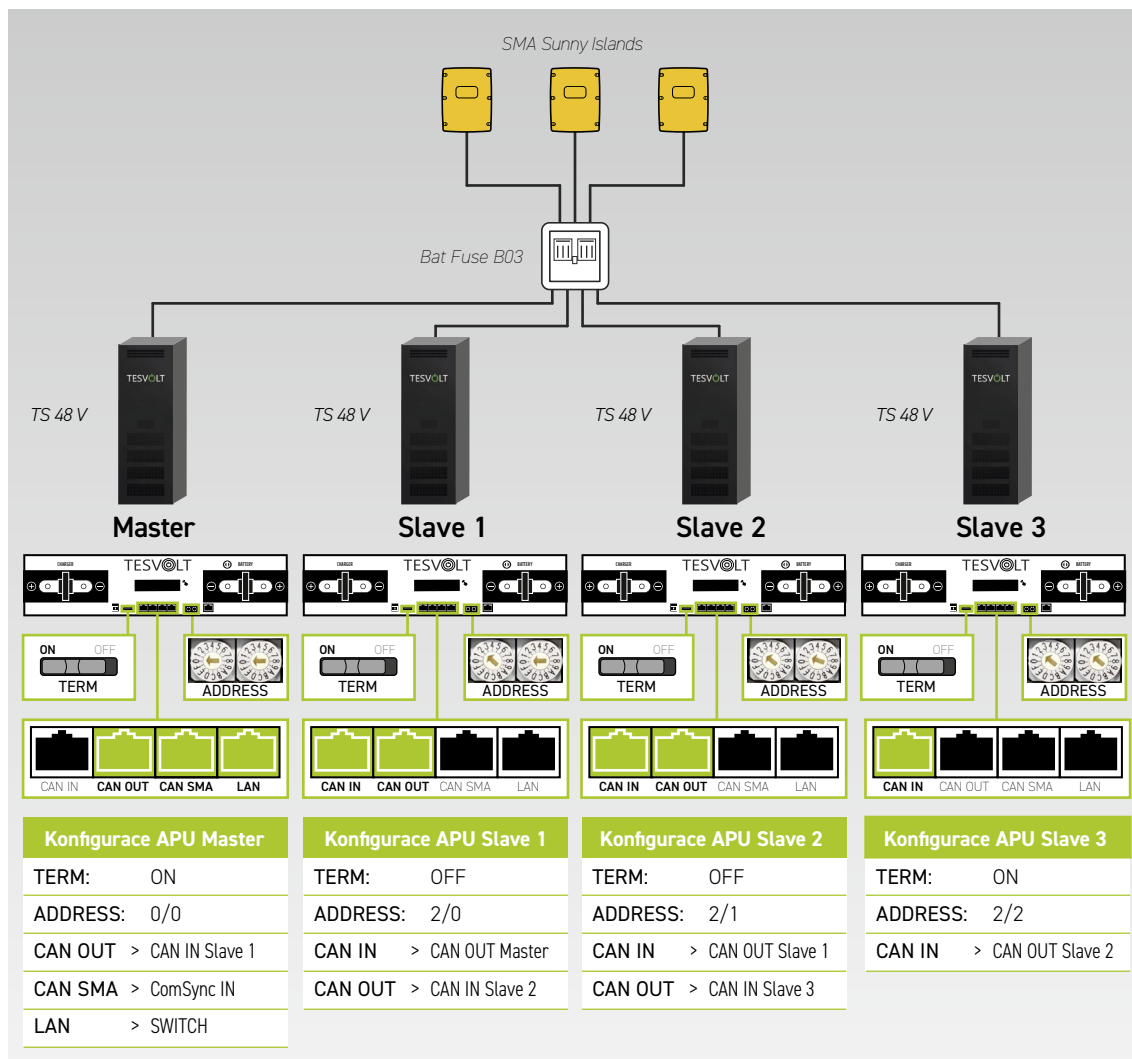 SMA Sunny Islands
Bat Fuse B03
TESVOLT TESVOLT TESVOLT TESVOLT
TS 48 V TS 48 V TS 48 V TS 48 V
Master Slave 1 Slave 2 Slave 3
CHARGER TESVOLT BATTERY CHARGER TESVOLT BATTERY CHARGER TESVOLT BATTERY CHARGER TESVOLT BATTERY
ON OFF ON OFF ON OFF ON OFF
TERM ADDRESS TERM ADDRESS TERM ADDRESS TERM ADDRESS
CAN IN CAN OUT CAN SMA LAN CAN IN CAN OUT CAN SMA LAN CAN IN CAN OUT CAN SMA LAN CAN IN CAN OUT CAN SMA LAN
Konfigurace APU Master
TERM: ON
ADDRESS: 0/0
CAN OUT > CAN IN Slave 1
CAN SMA > ComSync IN
LAN > SWITCH
Konfigurace APU Slave 1
TERM: OFF
ADDRESS: 2/0
CAN IN > CAN OUT Master
CAN OUT > CAN IN Slave 2
Konfigurace APU Slave 2
TERM: OFF
ADDRESS: 2/1
CAN IN > CAN OUT Slave 1
CAN OUT > CAN IN Slave 3
Konfigurace APU Slave 3
TERM: ON
ADDRESS: 2/2
CAN IN > CAN OUT Slave 2